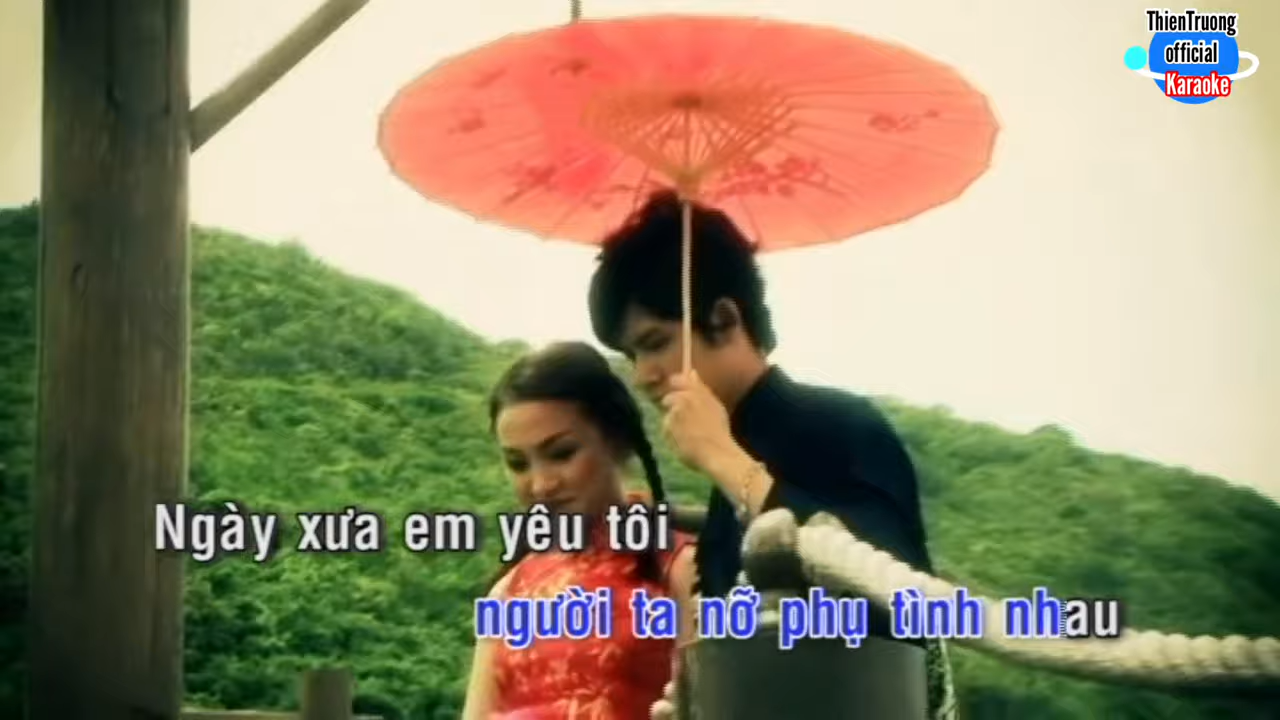 ThienTruong
official
Karaoke
Ngày xưa em yêu tôi
người ta nỡ phụ tình nhau